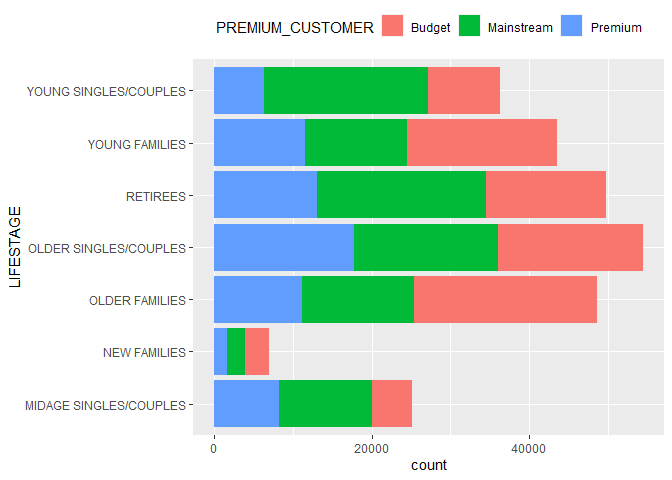 PREMIUM_CUSTOMER Budget Mainstream Premium
LIFESTAGE
YOUNG SINGLES/COUPLES
YOUNG FAMILIES
RETIREES
OLDER SINGLES/COUPLES
OLDER FAMILIES
NEW FAMILIES
MIDAGE SINGLES/COUPLES
0 20000 40000
count